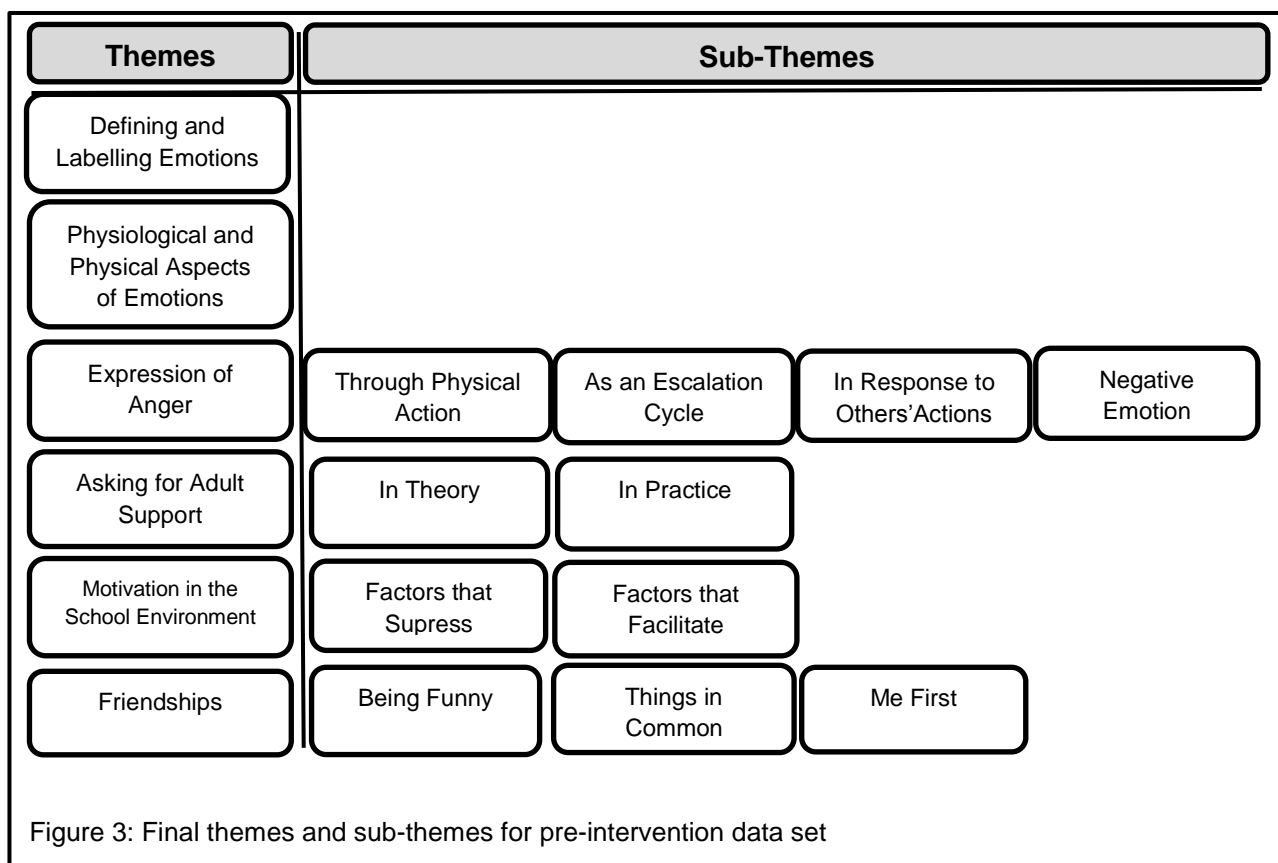 Themes
Sub-Themes
Defining and
Labelling Emotions
Physiological and
Physical Aspects
of Emotions
Expression of
Anger
Through Physical
Action
As an Escalation
Cycle
In Response to
Others'Actions
Negative
Emotion
Asking for Adult
Support
In Theory
In Practice
Motivation in the
School Environment
Factors that
Supress
Factors that
Facilitate
Friendships
Being Funny
Things in
Common
Me First
Figure 3: Final themes and sub-themes for pre-intervention data set